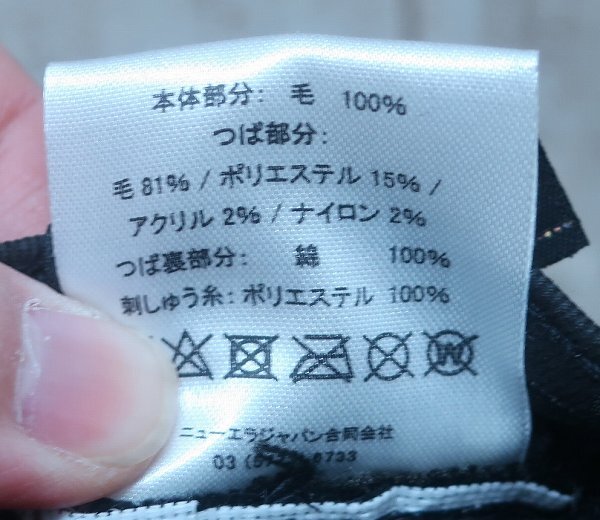 本体部分: 毛 100%
つば部分:
毛 81% / ポリエステル 15% /
アクリル 2% / ナイロン 2%
つば裏部分: 綿 100%
刺しゅう糸: ポリエステル 100%
W
ニューエラジャパン合同会社
03